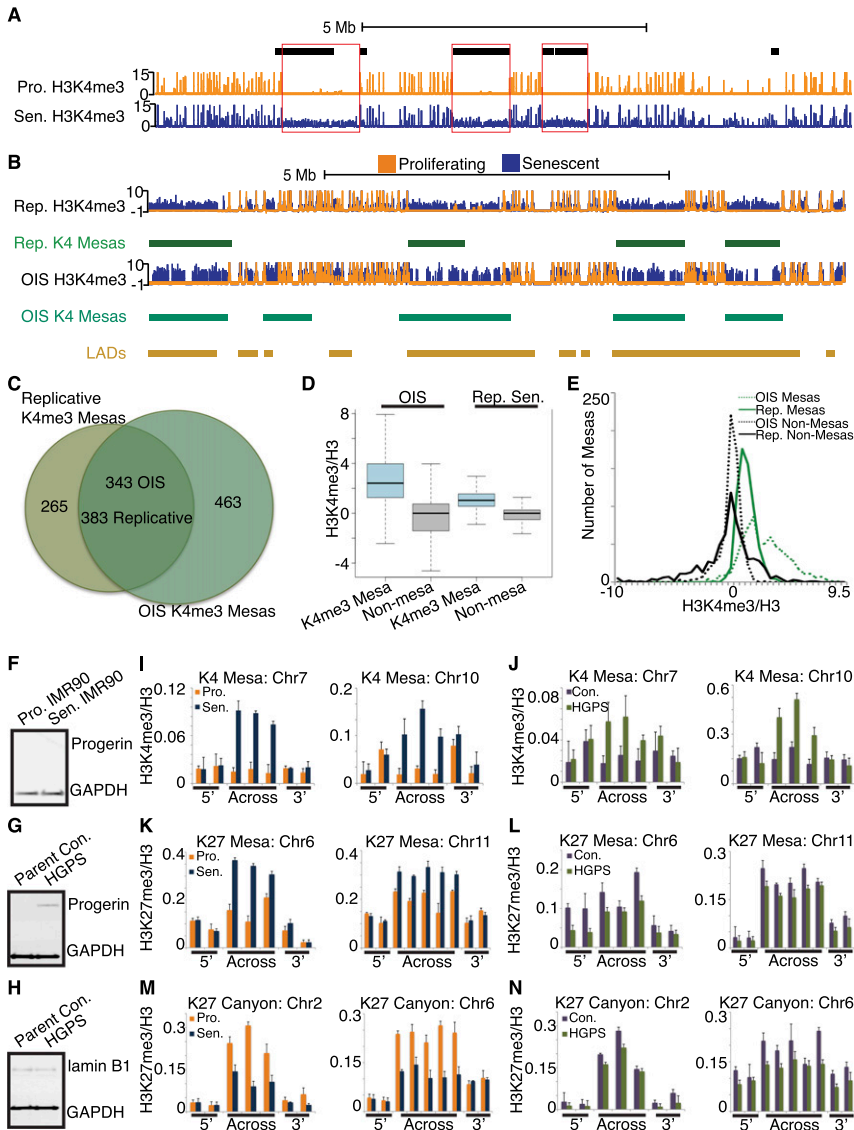 A
5 Mb
Pro. H3K4me3
15
0
Sen. H3K4me3
15
0
B
Proliferating
Senescent
5 Mb
Rep. H3K4me3
10
-1
Rep. K4 Mesas
OIS H3K4me3
10
-1
OIS K4 Mesas
LADs
C
Replicative
K4me3 Mesas
265
343 OIS
383 Replicative
463
OIS K4me3 Mesas
D
OIS
Rep. Sen.
H3K4me3/H3
8
4
0
-4
K4me3 Mesa
Non-mesa
K4me3 Mesa
Non-mesa
E
250
Number of Mesas
0
OIS Mesas
Rep. Mesas
OIS Non-Mesas
Rep. Non-Mesas
-10
0
9.5
H3K4me3/H3
F
Pro. IMR90
Sen. IMR90
Progerin
GAPDH
I
K4 Mesa: Chr7
H3K4me3/H3
0.12
0.06
0
Pro.
Sen.
5’
Across
3’
K4 Mesa: Chr10
0.2
0.1
0
5’
Across
3’
J
K4 Mesa: Chr7
H3K4me3/H3
0.08
0.04
0
Con.
HGPS
5’
Across
3’
K4 Mesa: Chr10
0.6
0.3
0
5’
Across
3’
G
Parent Con.
HGPS
Progerin
GAPDH
K
K27 Mesa: Chr6
H3K27me3/H3
0.4
0.2
0
Pro.
Sen.
5’
Across
3’
K27 Mesa: Chr11
0.4
0.2
0
5’
Across
3’
L
K27 Mesa: Chr6
H3K27me3/H3
0.2
0.1
0
Con.
HGPS
5’
Across
3’
K27 Mesa: Chr11
0.3
0.15
0
5’
Across
3’
H
Parent Con.
HGPS
lamin B1
GAPDH
M
K27 Canyon: Chr2
H3K27me3/H3
0.3
0.15
0
Pro.
Sen.
5’
Across
3’
K27 Canyon: Chr6
0.3
0.15
0
5’
Across
3’
N
K27 Canyon: Chr2
H3K27me3/H3
0.3
0.15
0
Con.
HGPS
5’
Across
3’
K27 Canyon: Chr6
0.3
0.15
0
5’
Across
3’